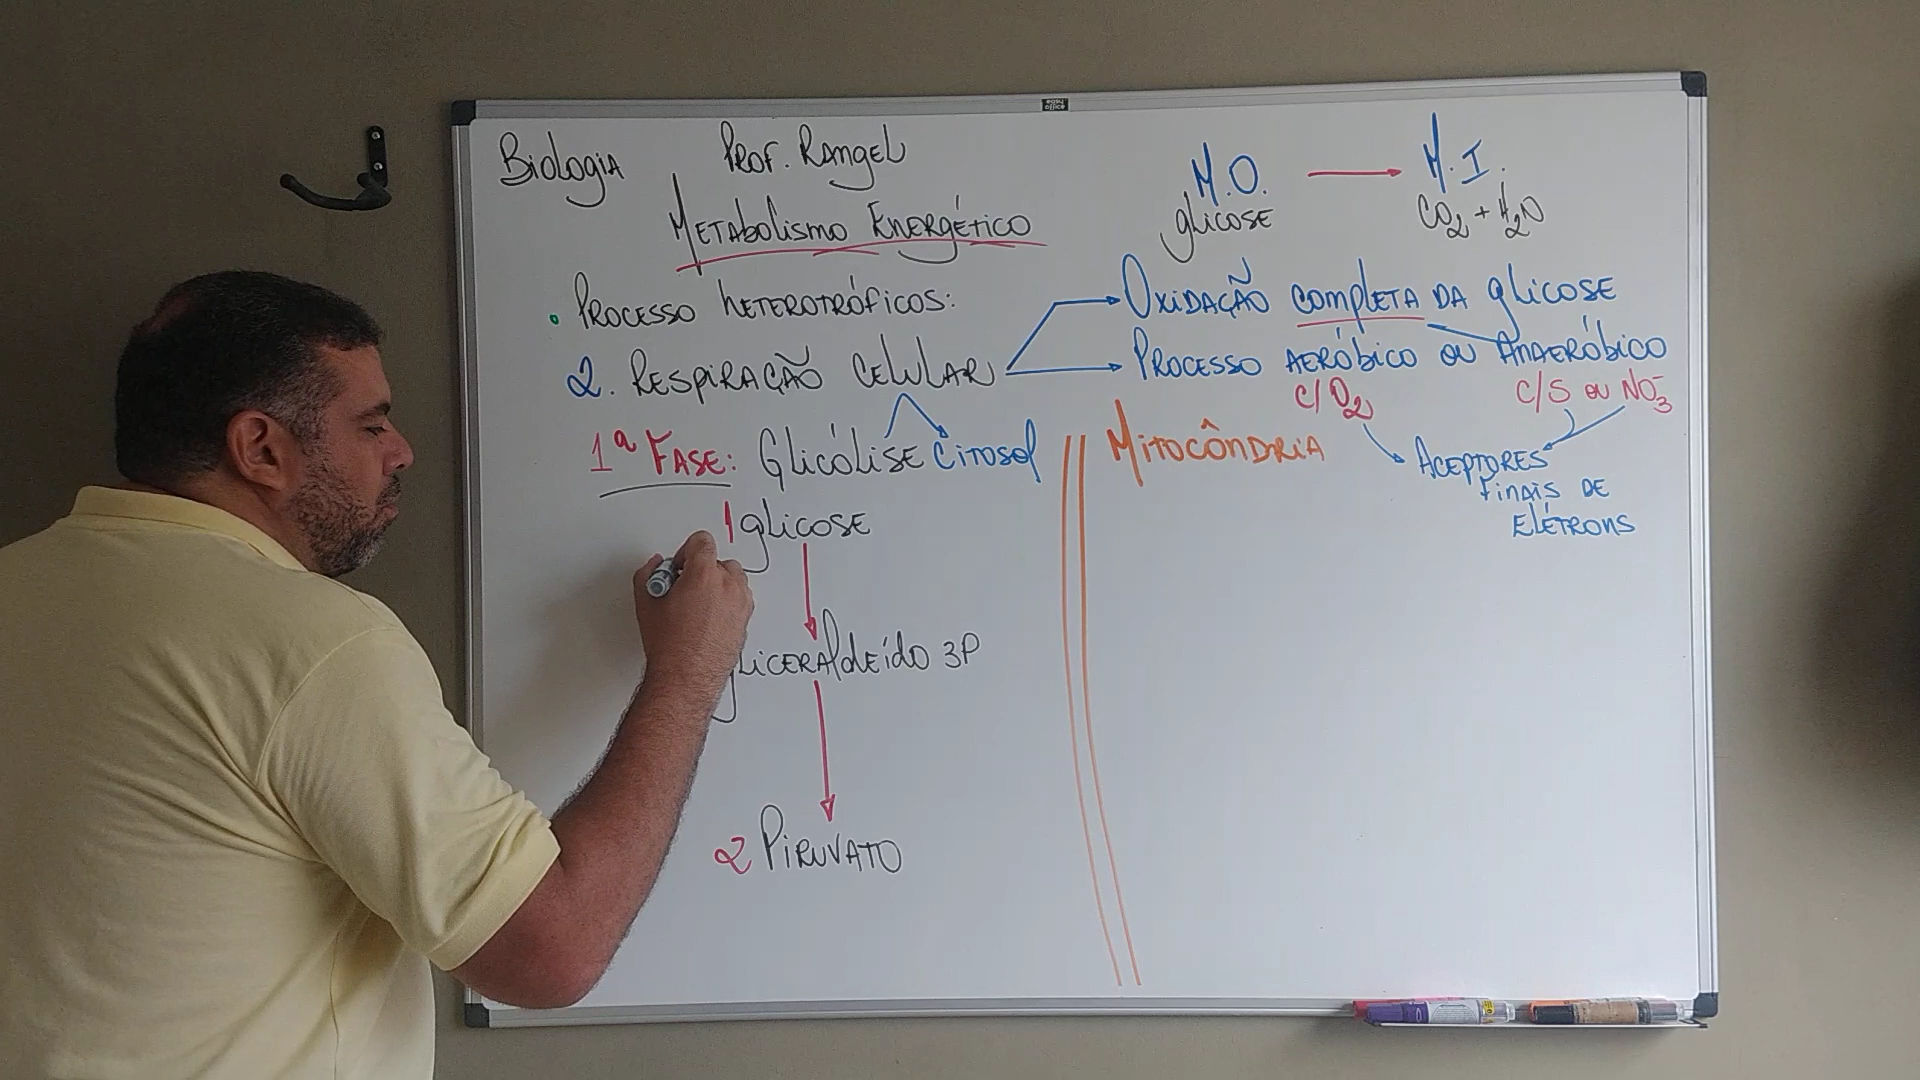 easy office
Biologia Prof. Rangel
Metabolismo Energético
M.O. → M.I.
glicose CO2 + H2O
• Processo heterotróficos:
2. Respiração Celular
Oxidação completa da glicose
Processo aeróbico ou anaeróbico
c/ O2 c/S ou NO3-
1ª Fase: Glicólise Citosol
Mitocôndria
Aceptores
finais de
elétrons
1 glicose
gliceraldeído 3P
2 Piruvato